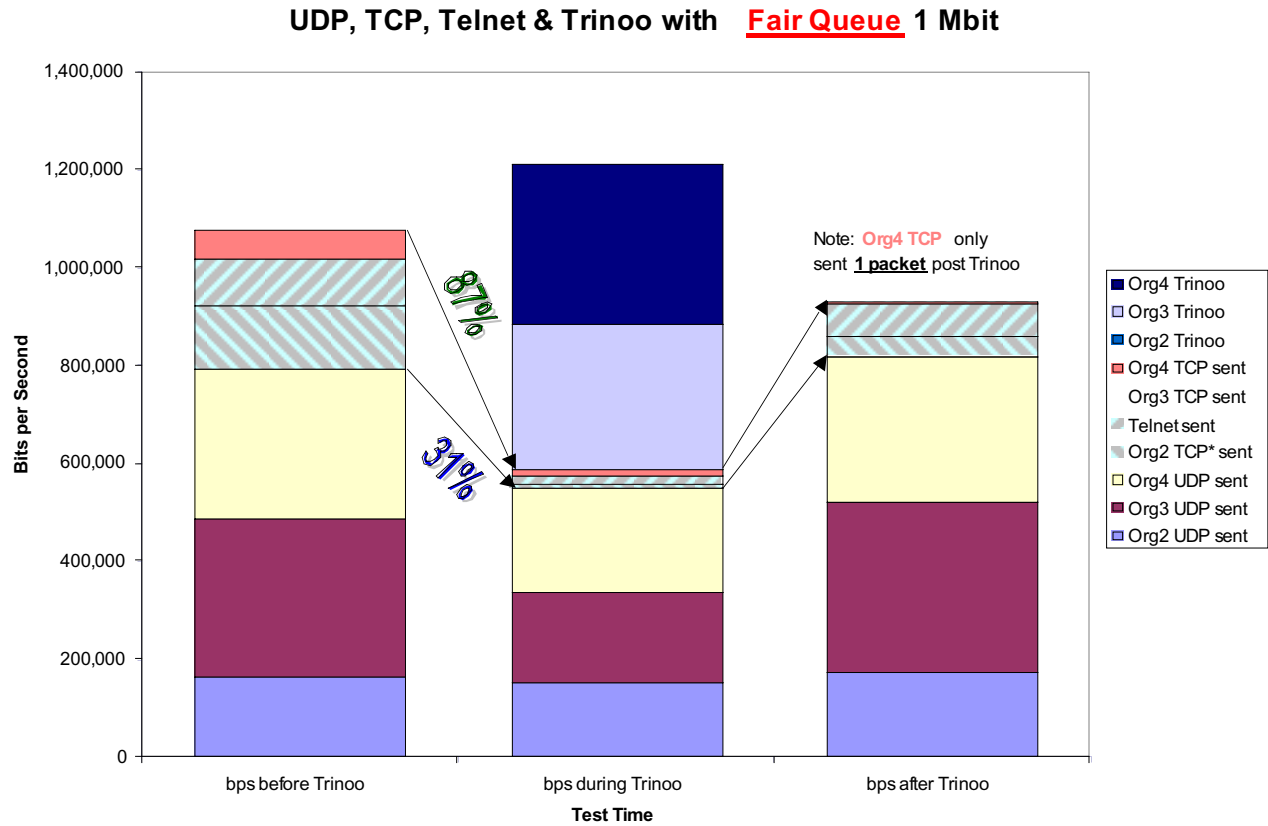 UDP, TCP, Telnet & Trinoo with Fair Queue 1 Mbit
1,400,000
1,200,000
1,000,000
800,000
600,000
400,000
200,000
0
Bits per Second
87%
31%
Note: Org4 TCP only
sent 1 packet post Trinoo
bps before Trinoo
bps during Trinoo
bps after Trinoo
Test Time
Org4 Trinoo
Org3 Trinoo
Org2 Trinoo
Org4 TCP sent
Org3 TCP sent
Telnet sent
Org2 TCP* sent
Org4 UDP sent
Org3 UDP sent
Org2 UDP sent